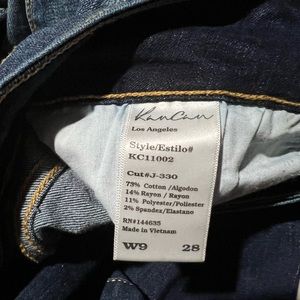 KanCan
Los Angeles
Style/Estilo#
KC11002
Cut#J-330
73% Cotton /Algodon
14% Rayon / Rayon
11% Polyester/Poliester
2% Spandez/Elastano
RN#144635
Made in Vietnam
W9 28